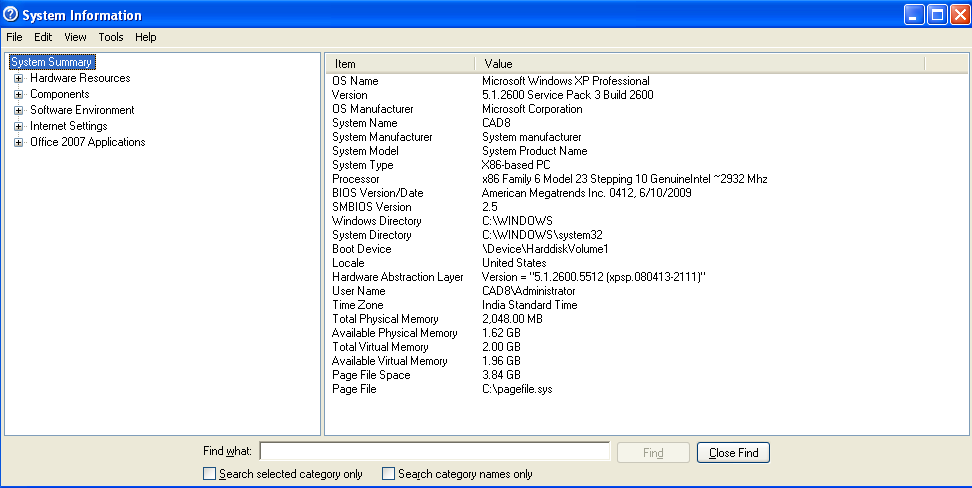 System Information
File Edit View Tools Help
System Summary
Hardware Resources
Components
Software Environment
Internet Settings
Office 2007 Applications
Item Value
OS Name Microsoft Windows XP Professional
Version 5.1.2600 Service Pack 3 Build 2600
OS Manufacturer Microsoft Corporation
System Name CAD8
System Manufacturer System manufacturer
System Model System Product Name
System Type X86-based PC
Processor x86 Family 6 Model 23 Stepping 10 GenuineIntel ~2932 Mhz
BIOS Version/Date American Megatrends Inc. 0412, 6/10/2009
SMBIOS Version 2.5
Windows Directory C:\WINDOWS
System Directory C:\WINDOWS\system32
Boot Device \Device\HarddiskVolume1
Locale United States
Hardware Abstraction Layer Version = "5.1.2600.5512 (xpsp.080413-2111)"
User Name CAD8\Administrator
Time Zone India Standard Time
Total Physical Memory 2,048.00 MB
Available Physical Memory 1.62 GB
Total Virtual Memory 2.00 GB
Available Virtual Memory 1.96 GB
Page File Space 3.84 GB
Page File C:\pagefile.sys
Find what: Find Close Find
Search selected category only Search category names only